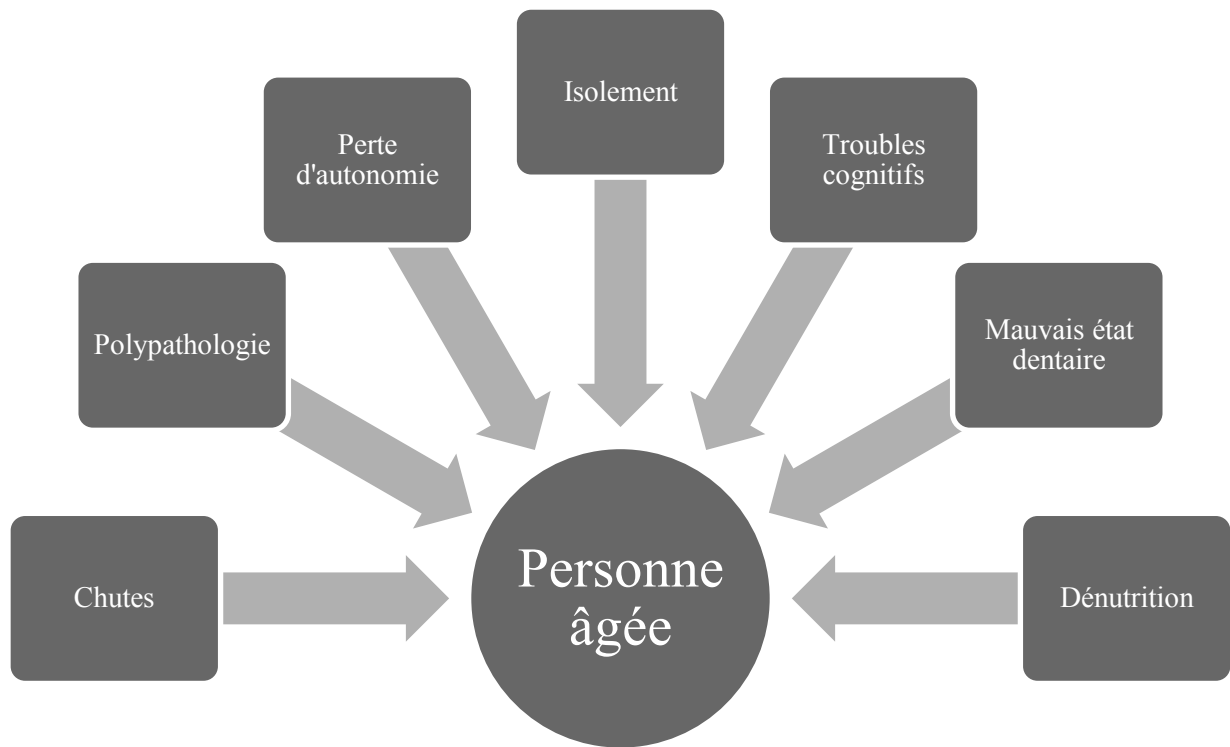 Isolement
Perte
d'autonomie
Troubles
cognitifs
Polypathologie
Mauvais état
dentaire
Chutes
Personne
âgée
Dénutrition